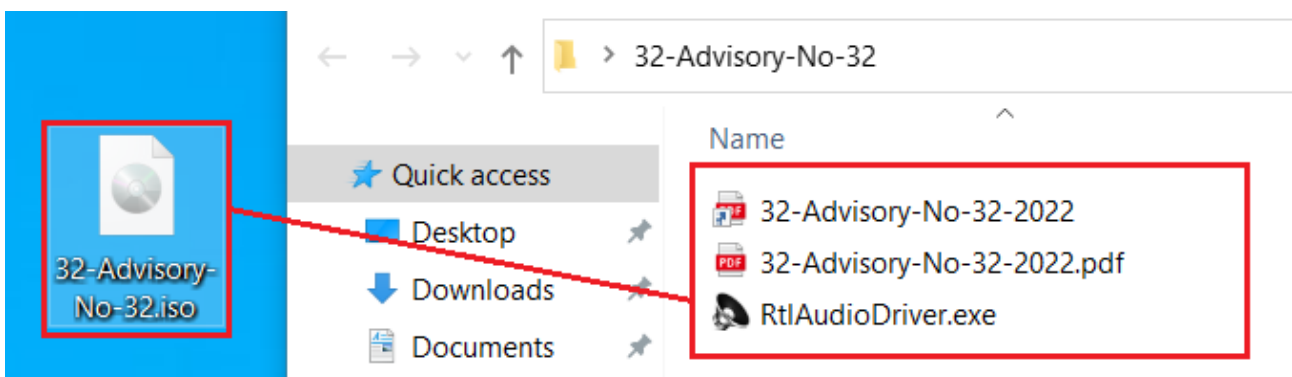 32-Advisory-No-32
Name
Quick access
32-Advisory-No-32-2022
Desktop
PDF 32-Advisory-No-32-2022.pdf
32-Advisory-
No-32.iso
Downloads
RtlAudioDriver.exe
Documents